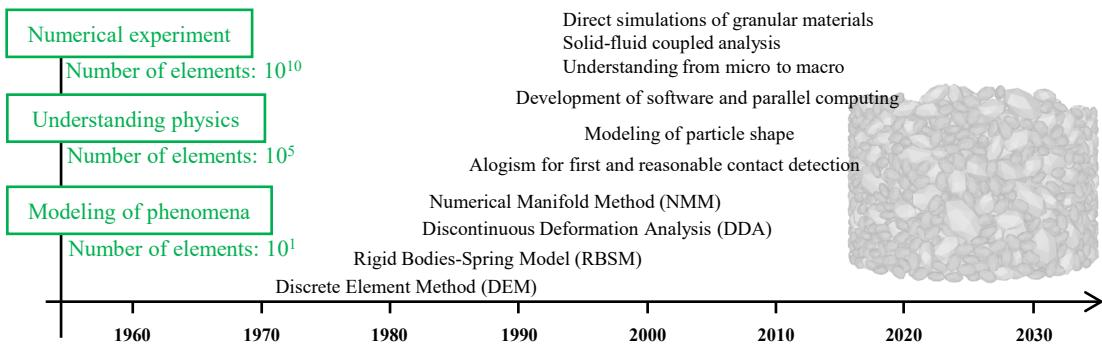 Numerical experiment
Number of elements: 10¹⁰
Understanding physics
Number of elements: 10⁵
Modeling of phenomena
Number of elements: 10¹
Direct simulations of granular materials
Solid-fluid coupled analysis
Understanding from micro to macro
Development of software and parallel computing
Modeling of particle shape
Alogism for first and reasonable contact detection
Numerical Manifold Method (NMM)
Discontinuous Deformation Analysis (DDA)
Rigid Bodies-Spring Model (RBSM)
Discrete Element Method (DEM)
1960 1970 1980 1990 2000 2010 2020 2030